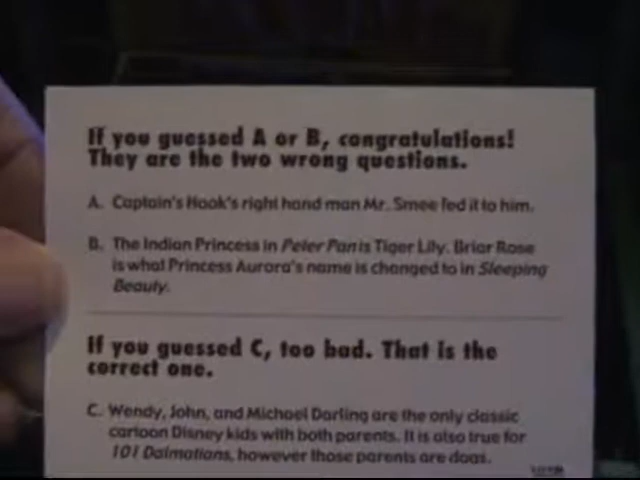 If you guessed A or B, congratulations!
They are the two wrong questions.
A. Captain's Hook's right hand man Mr. Smee fed it to him.
B. The Indian Princess in Peter Pan is Tiger Lily. Briar Rose
is what Princess Aurora's name is changed to in Sleeping
Beauty.
If you guessed C, too bad. That is the
correct one.
C. Wendy, John, and Michael Darling are the only classic
cartoon Disney kids with both parents. It is also true for
101 Dalmatians, however those parents are dogs.